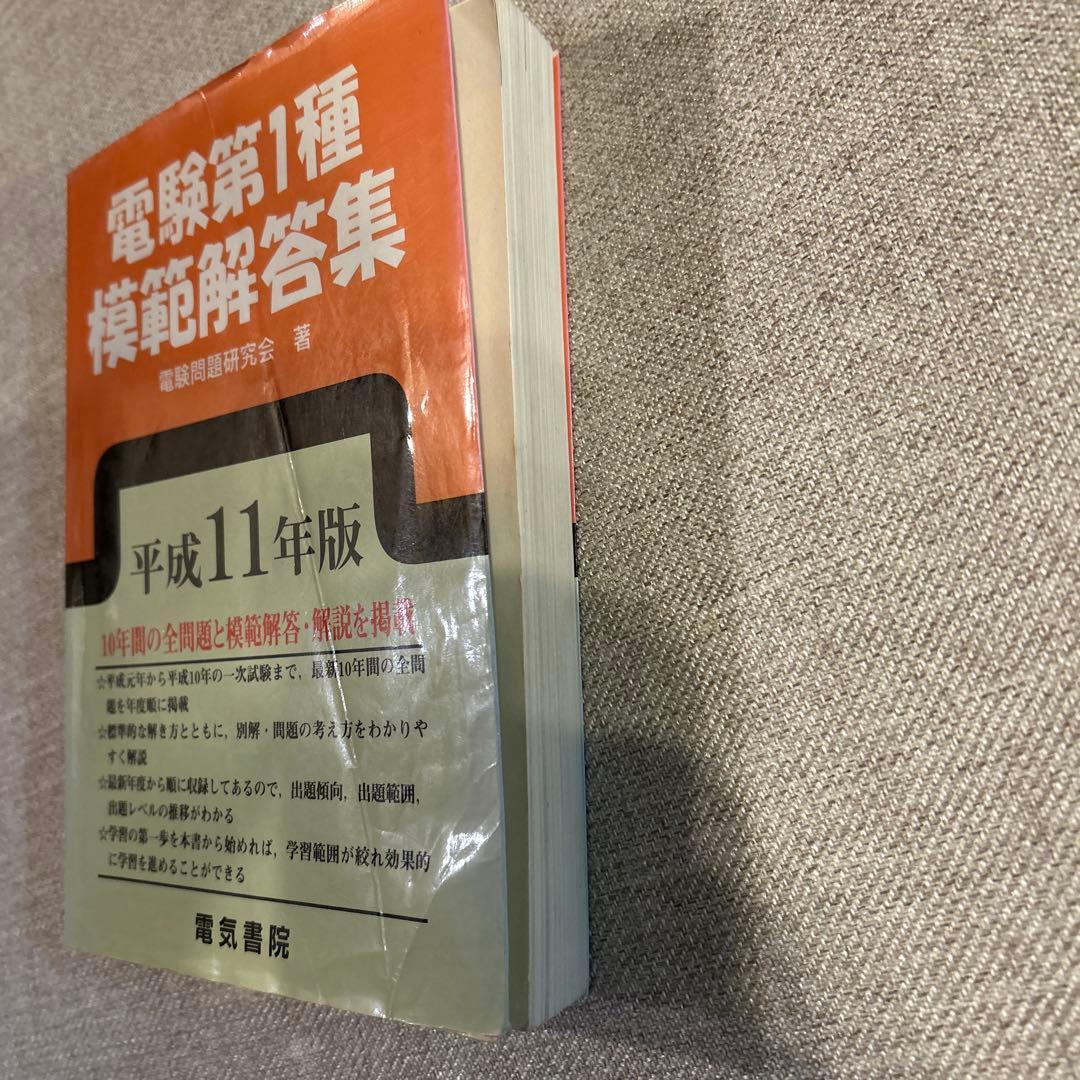 電験第1種
模範解答集
電験問題研究会 著
平成11年版
10年間の全問題と模範解答・解説を掲載
☆平成元年から平成10年の一次試験まで，最新10年間の全問
題を年度順に掲載
☆標準的な解き方とともに，別解・問題の考え方をわかりや
すく解説
☆最新年度から順に収録してあるので，出題傾向，出題範囲，
出題レベルの推移がわかる
☆学習の第一歩を本書から始めれば，学習範囲が絞れ効果的
に学習を進めることができる
電気書院